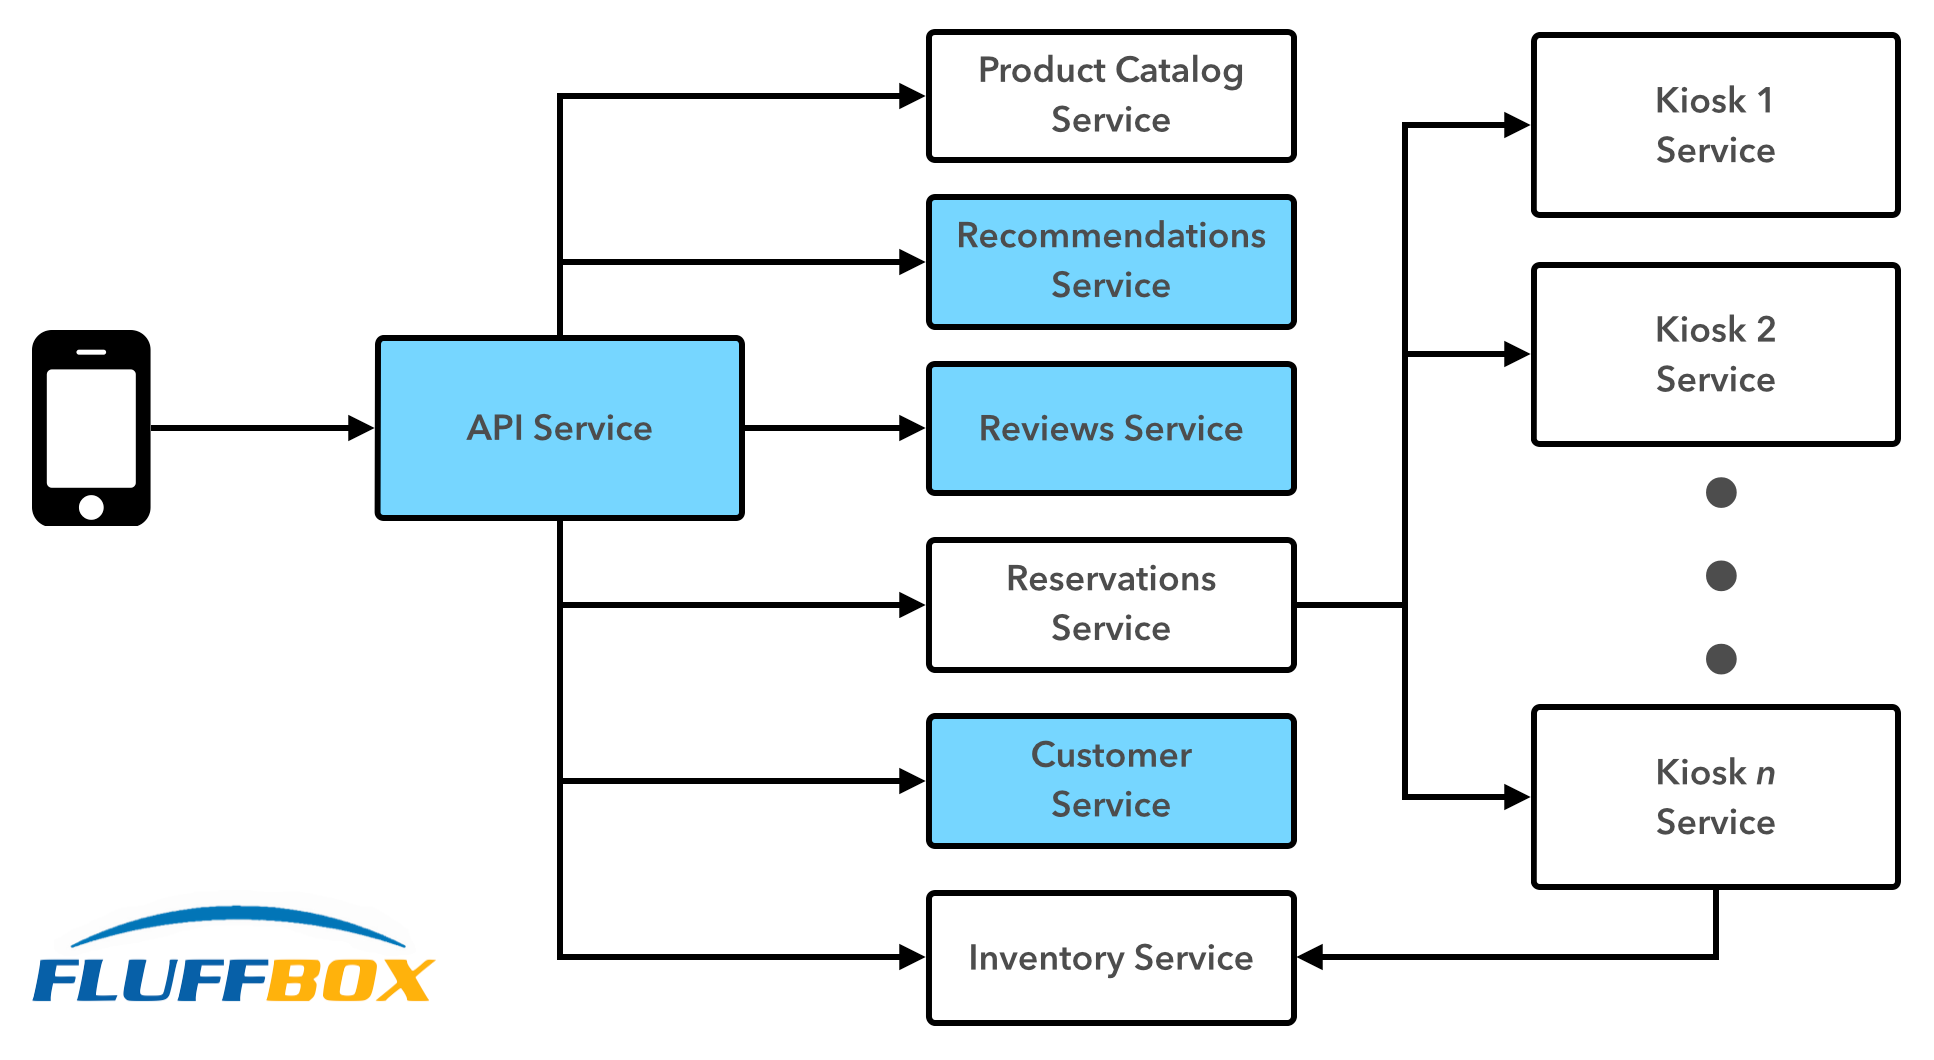 Product Catalog
Service
Recommendations
Service
API Service
Reviews Service
Reservations
Service
Customer
Service
Inventory Service
Kiosk 1
Service
Kiosk 2
Service
Kiosk n
Service
FLUFFBOX